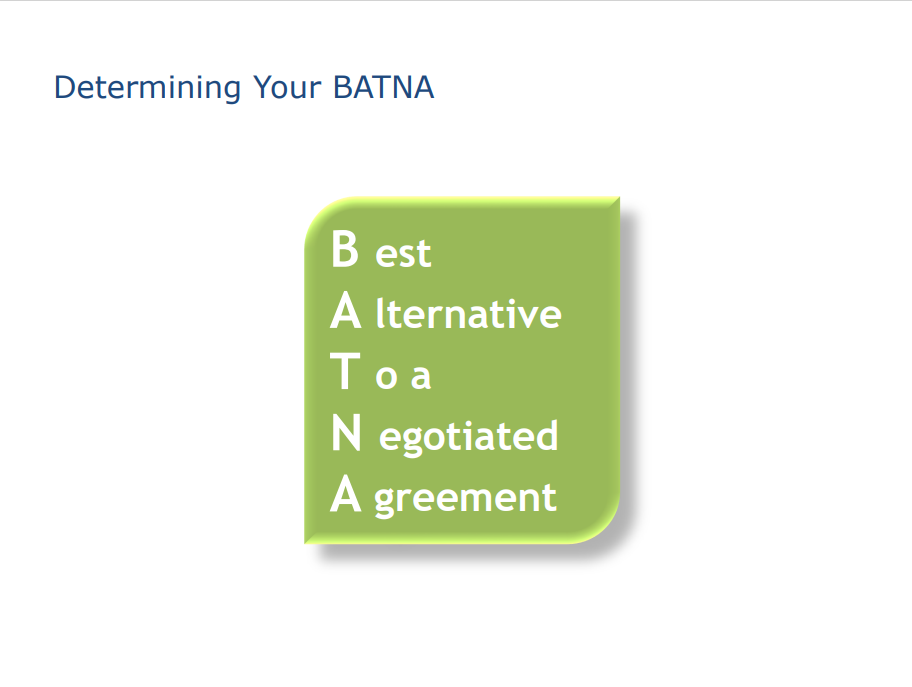 Determining Your BATNA
B est
A lternative
T o a
N egotiated
A greement